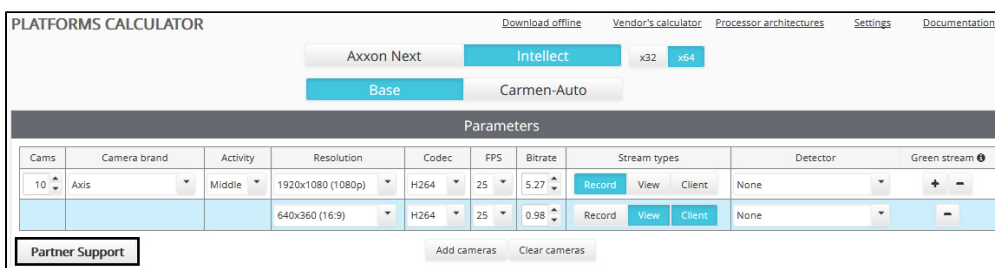 PLATFORMS CALCULATOR Download offline Vendor's calculator Processor architectures Settings Documentation
Axxon Next Intellect x32 x64
Base Carmen-Auto
Parameters
Cams Camera brand Activity Resolution Codec FPS Bitrate Stream types Detector Green stream
10 Axis Middle 1920x1080 (1080p) H264 25 5.27 Record View Client None + -
640x360 (16:9) H264 25 0.98 Record View Client None -
Partner Support Add cameras Clear cameras